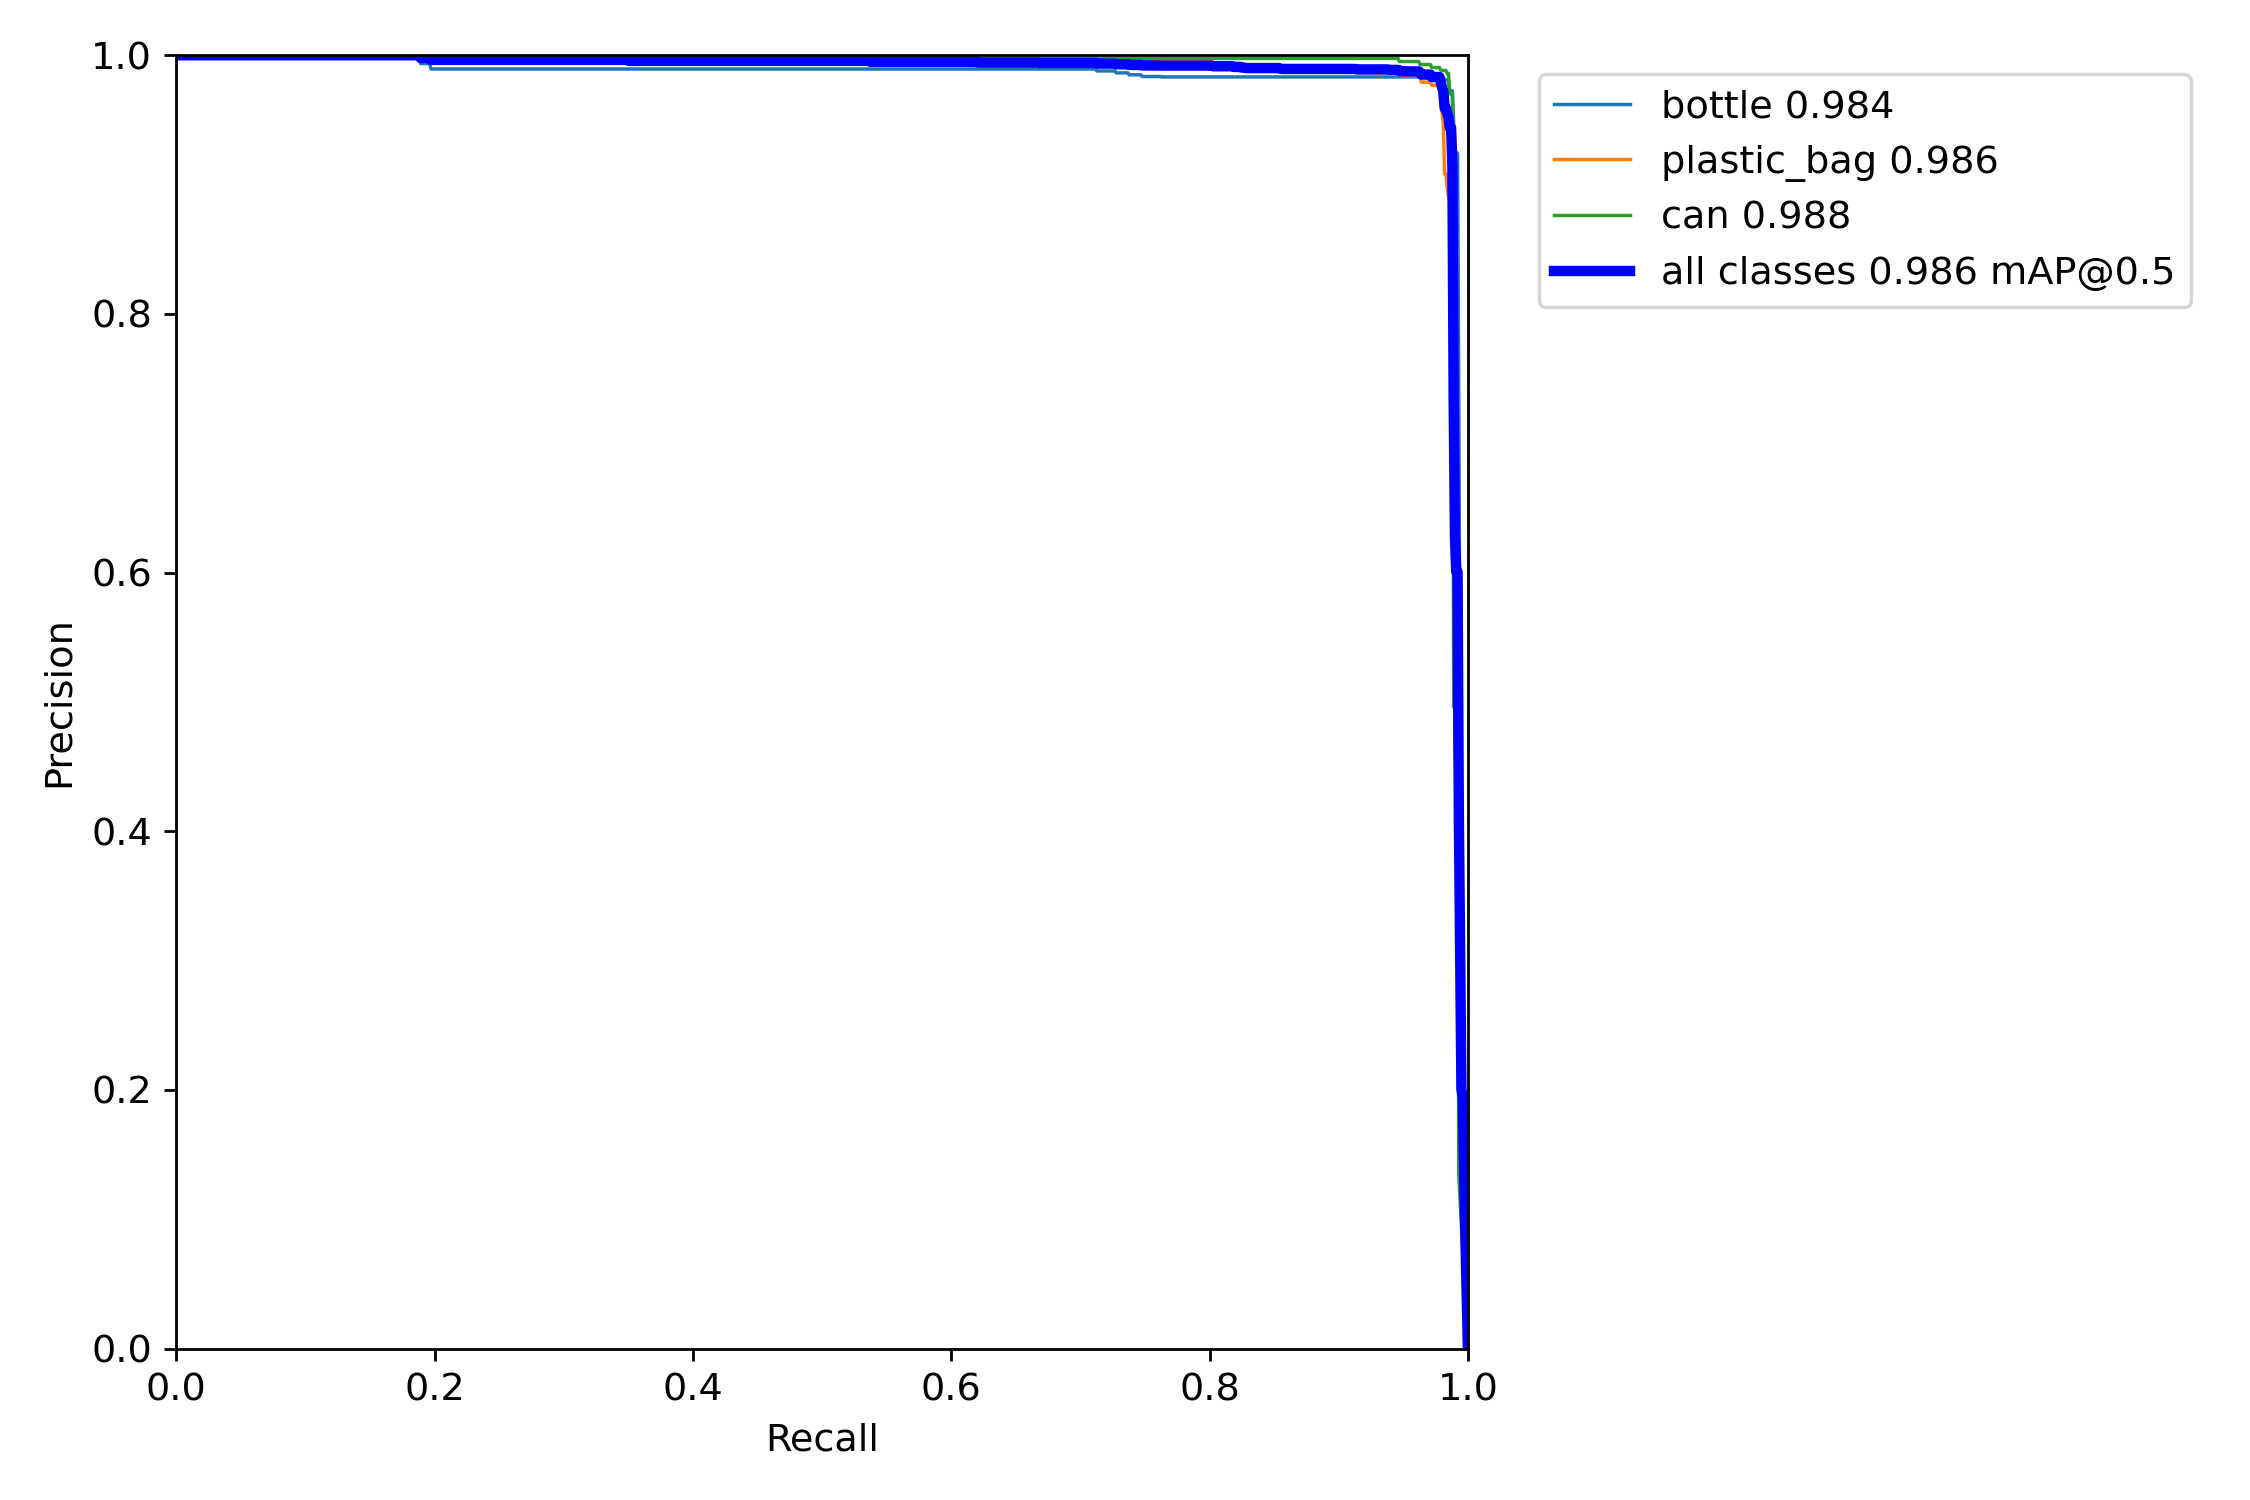 1.0
0.8
0.6
0.4
0.2
0.0
Precision
0.0 0.2 0.4 0.6 0.8 1.0
Recall
bottle 0.984
plastic_bag 0.986
can 0.988
all classes 0.986 mAP@0.5